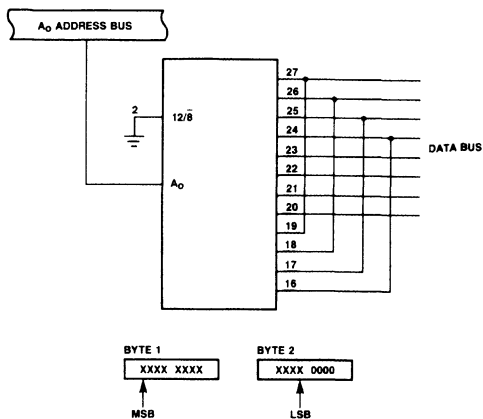 A₀ ADDRESS BUS
27
26
2
12/8̅
25
24
DATA BUS
23
22
A₀
21
20
19
18
17
16
BYTE 1
BYTE 2
XXXX XXXX
XXXX 0000
MSB
LSB